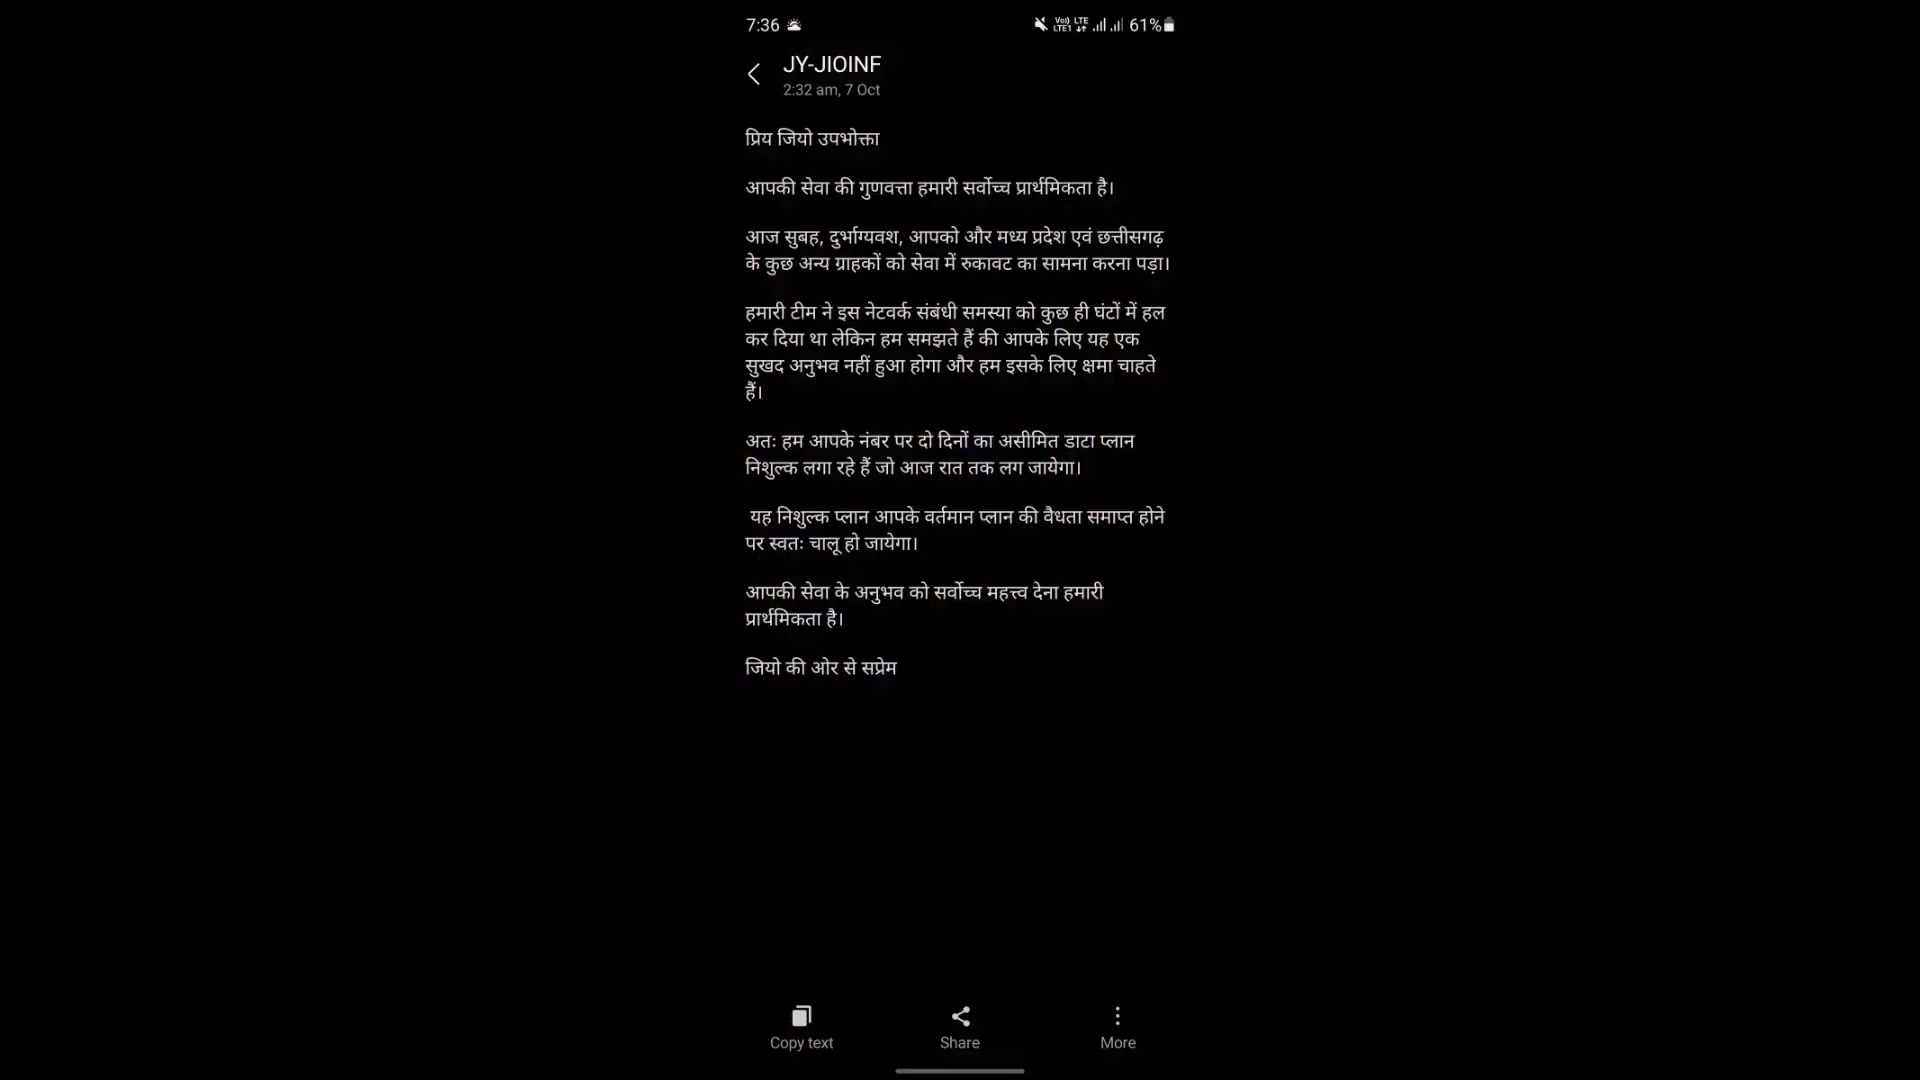 7:36
Vo)) LTE
LTE1
61%
JY-JIOINF
2:32 am, 7 Oct
प्रिय जियो उपभोक्ता
आपकी सेवा की गुणवत्ता हमारी सर्वोच्च प्रार्थमिकता है।
आज सुबह, दुर्भाग्यवश, आपको और मध्य प्रदेश एवं छत्तीसगढ़
के कुछ अन्य ग्राहकों को सेवा में रुकावट का सामना करना पड़ा।
हमारी टीम ने इस नेटवर्क संबंधी समस्या को कुछ ही घंटों में हल
कर दिया था लेकिन हम समझते हैं की आपके लिए यह एक
सुखद अनुभव नहीं हुआ होगा और हम इसके लिए क्षमा चाहते
हैं।
अतः हम आपके नंबर पर दो दिनों का असीमित डाटा प्लान
निशुल्क लगा रहे हैं जो आज रात तक लग जायेगा।
यह निशुल्क प्लान आपके वर्तमान प्लान की वैधता समाप्त होने
पर स्वतः चालू हो जायेगा।
आपकी सेवा के अनुभव को सर्वोच्च महत्त्व देना हमारी
प्रार्थमिकता है।
जियो की ओर से सप्रेम
Copy text
Share
More